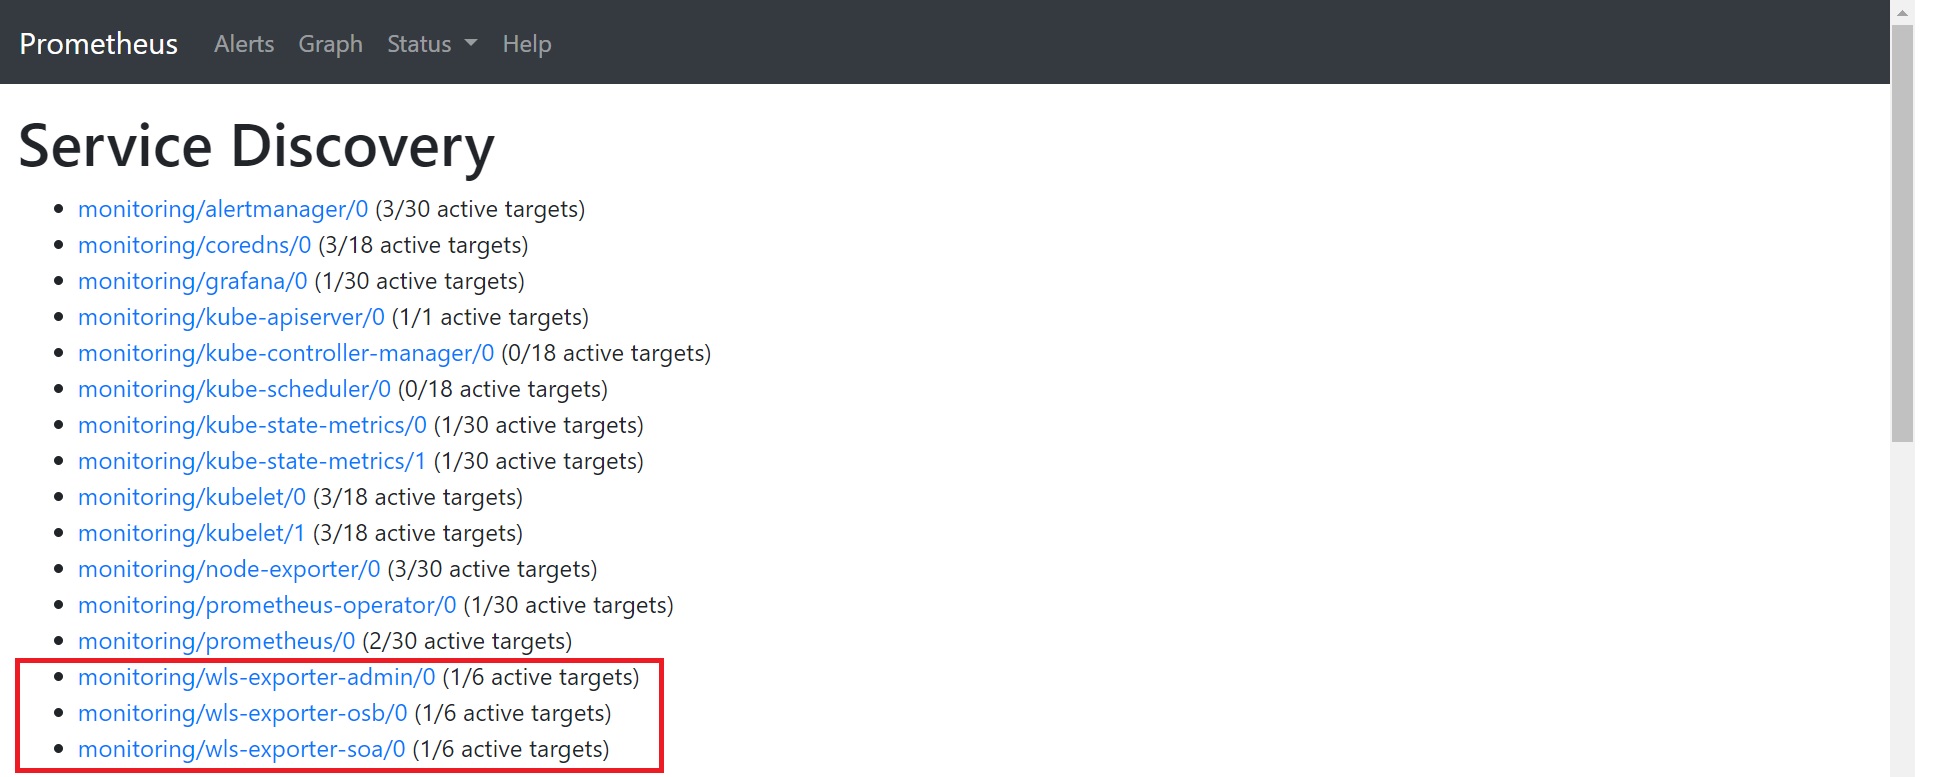 Prometheus Alerts Graph Status Help
Service Discovery
monitoring/alertmanager/0 (3/30 active targets)
monitoring/coredns/0 (3/18 active targets)
monitoring/grafana/0 (1/30 active targets)
monitoring/kube-apiserver/0 (1/1 active targets)
monitoring/kube-controller-manager/0 (0/18 active targets)
monitoring/kube-scheduler/0 (0/18 active targets)
monitoring/kube-state-metrics/0 (1/30 active targets)
monitoring/kube-state-metrics/1 (1/30 active targets)
monitoring/kubelet/0 (3/18 active targets)
monitoring/kubelet/1 (3/18 active targets)
monitoring/node-exporter/0 (3/30 active targets)
monitoring/prometheus-operator/0 (1/30 active targets)
monitoring/prometheus/0 (2/30 active targets)
monitoring/wls-exporter-admin/0 (1/6 active targets)
monitoring/wls-exporter-osb/0 (1/6 active targets)
monitoring/wls-exporter-soa/0 (1/6 active targets)